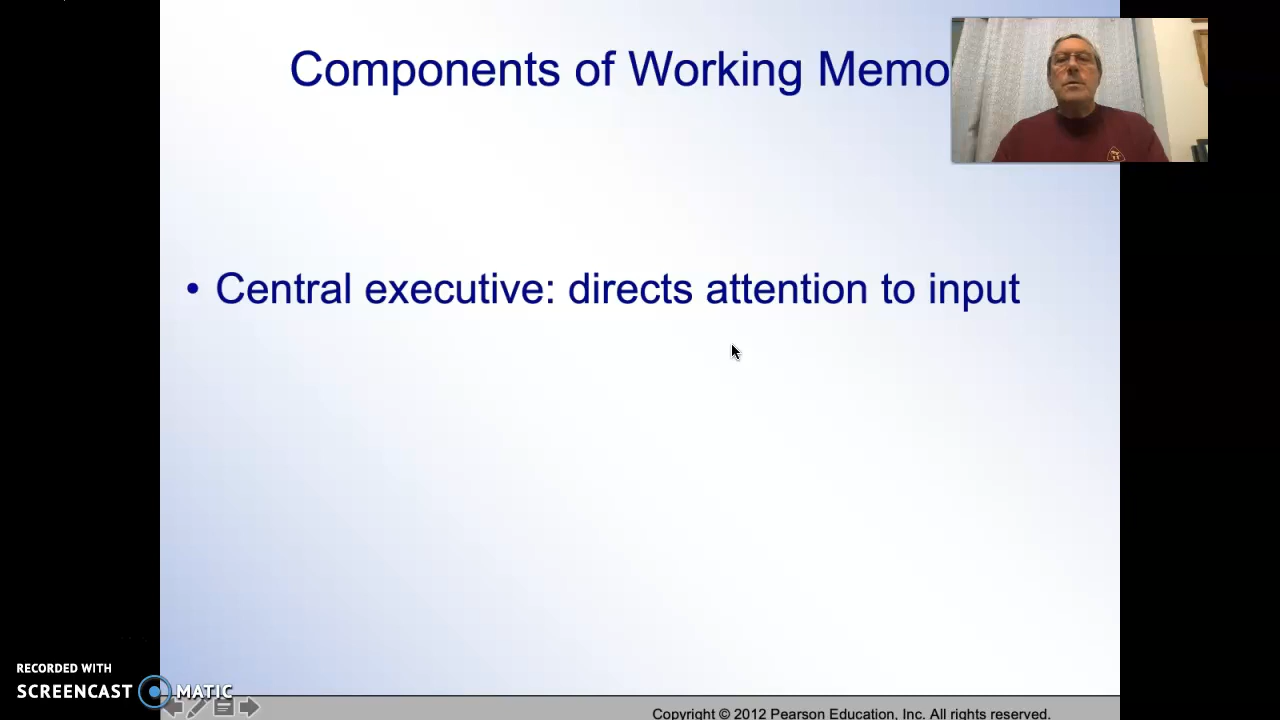 Components of Working Memo
• Central executive: directs attention to input
RECORDED WITH
SCREENCAST MATIC
Copyright © 2012 Pearson Education, Inc. All rights reserved.